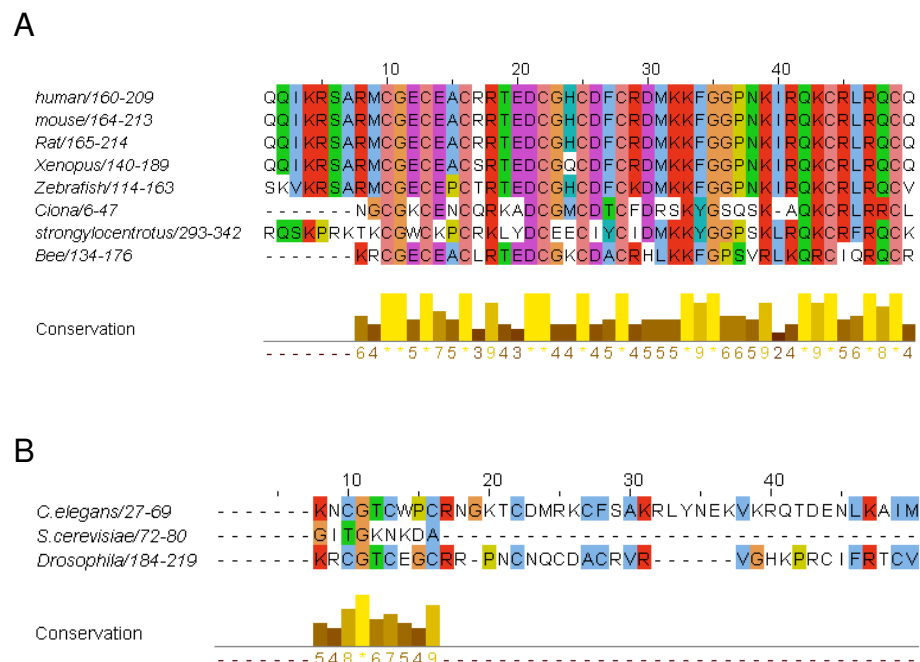 A
10 20 30 40
human/160-209 QQIKRSARMCGECEACRRTEDCGHCDFCRDMKKFGGPNKIRQKCRLRQCQ
mouse/164-213 QQIKRSARMCGECEACRRTEDCGHCDFCRDMKKFGGPNKIRQKCRLRQCQ
Rat/165-214 QQIKRSARMCGECEACRRTEDCGHCDFCRDMKKFGGPNKIRQKCRLRQCQ
Xenopus/140-189 QQIKRSARMCGECEACSRTEDCGQCDFCRDMKKFGGPNKIRQKCRLRQCQ
Zebrafish/114-163 SKVKRSARMCGECEPCTRTEDCGHCDFCKDMKKFGGPNKIRQKCRLRQCV
Ciona/6-47 -------NGCGKCENCQRKADCGMCDTCFDRSKYGSQSK-AQKCRLRRCL
strongylocentrotus/293-342 RQSKPRKTKCGWCKPCRKLYDCEECIYCIDMKKYGGPSKLRQKCRFRQCK
Bee/134-176 -------KRCGECEACLRTEDCGKCDACRHLKKFGPSVRLKQRCIQRQCR
Conservation
-------64**5*75*3943**44*45*4555*9*665924*9*56*8*4
B
10 20 30 40
C.elegans/27-69 -------KNCGTCWPCRNGKTCDMRKCFSAKRLYNEKVKRQTDENLKAIM
S.cerevisiae/72-80 -------GITGKNKDA----------------------------------
Drosophila/184-219 -------KRCGTCEGCRR-PNCNQCDACRVR------VGHKPRCIFRTCV
Conservation
-------548*67549----------------------------------